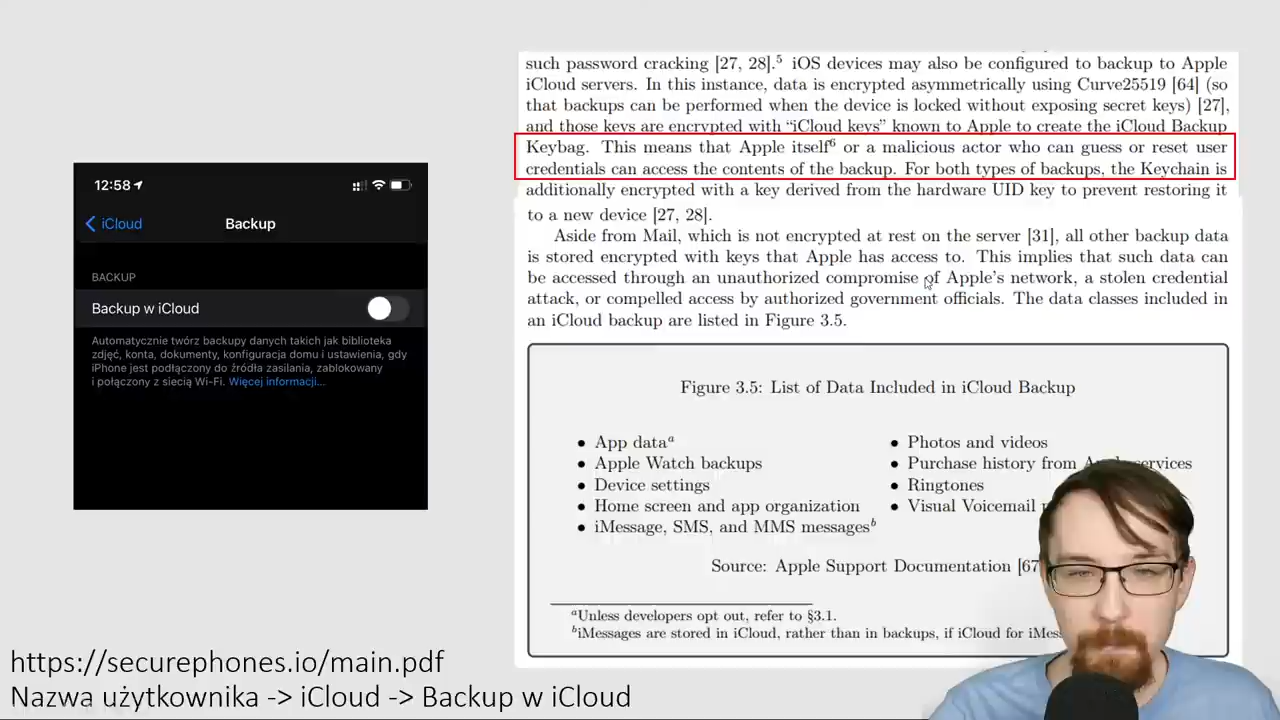 12:58
iCloud
Backup
BACKUP
Backup w iCloud
Automatycznie twórz backupy danych takich jak biblioteka
zdjęć, konta, dokumenty, konfiguracja domu i ustawienia, gdy
iPhone jest podłączony do źródła zasilania, zablokowany
i połączony z siecią Wi-Fi. Więcej informacji...
such password cracking [27, 28].5 iOS devices may also be configured to backup to Apple
iCloud servers. In this instance, data is encrypted asymmetrically using Curve25519 [64] (so
that backups can be performed when the device is locked without exposing secret keys) [27],
and those keys are encrypted with “iCloud keys” known to Apple to create the iCloud Backup
Keybag. This means that Apple itself6 or a malicious actor who can guess or reset user
credentials can access the contents of the backup. For both types of backups, the Keychain is
additionally encrypted with a key derived from the hardware UID key to prevent restoring it
to a new device [27, 28].
Aside from Mail, which is not encrypted at rest on the server [31], all other backup data
is stored encrypted with keys that Apple has access to. This implies that such data can
be accessed through an unauthorized compromise of Apple’s network, a stolen credential
attack, or compelled access by authorized government officials. The data classes included in
an iCloud backup are listed in Figure 3.5.
Figure 3.5: List of Data Included in iCloud Backup
• App dataa
• Apple Watch backups
• Device settings
• Home screen and app organization
• iMessage, SMS, and MMS messagesb
• Photos and videos
• Purchase history from services
• Ringtones
• Visual Voicemail
Source: Apple Support Documentation [67
aUnless developers opt out, refer to §3.1.
biMessages are stored in iCloud, rather than in backups, if iCloud for
https://securephones.io/main.pdf
Nazwa użytkownika -> iCloud -> Backup w iCloud